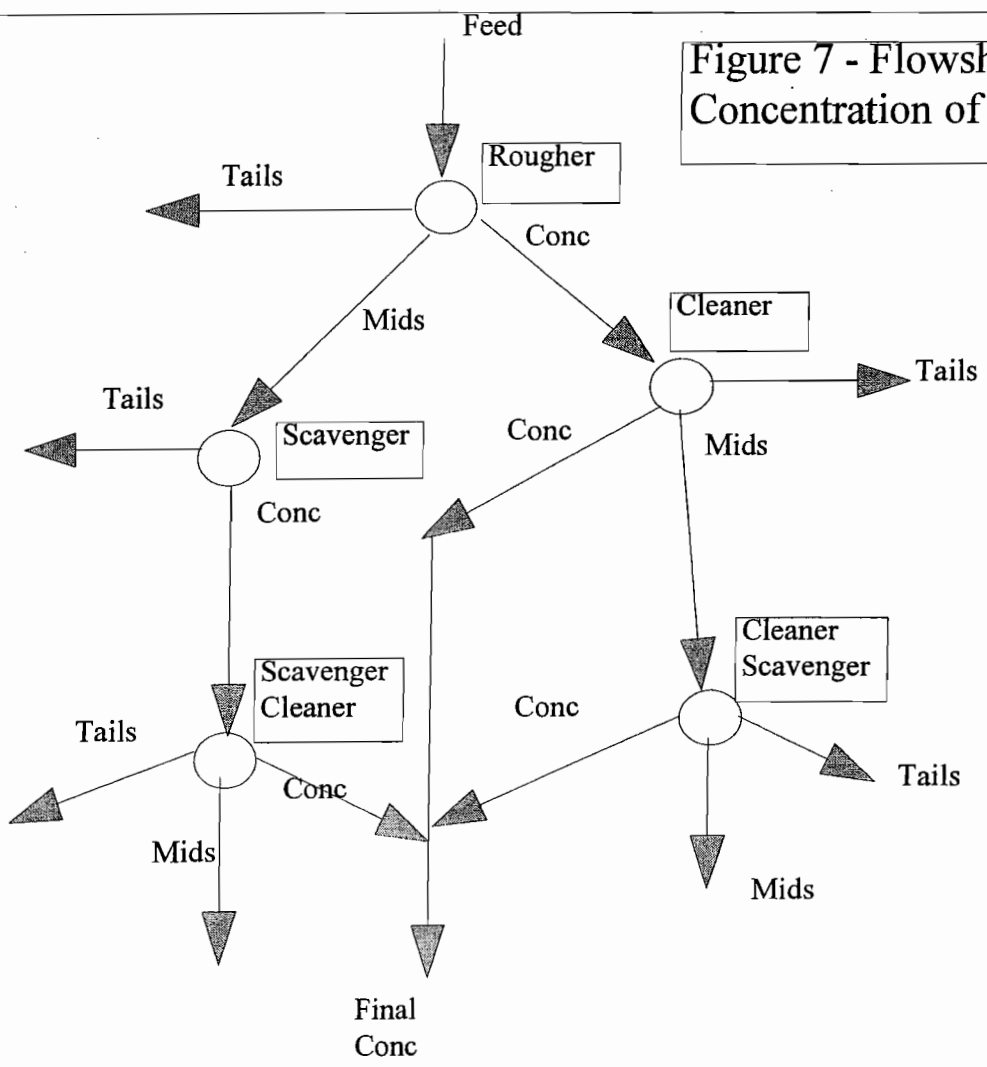 Feed
Figure 7 - Flowsh
Concentration of
Rougher
Tails
Conc
Mids
Cleaner
Tails
Tails
Scavenger
Conc
Mids
Conc
Cleaner
Scavenger
Scavenger
Cleaner
Conc
Tails
Conc
Tails
Mids
Mids
Final
Conc